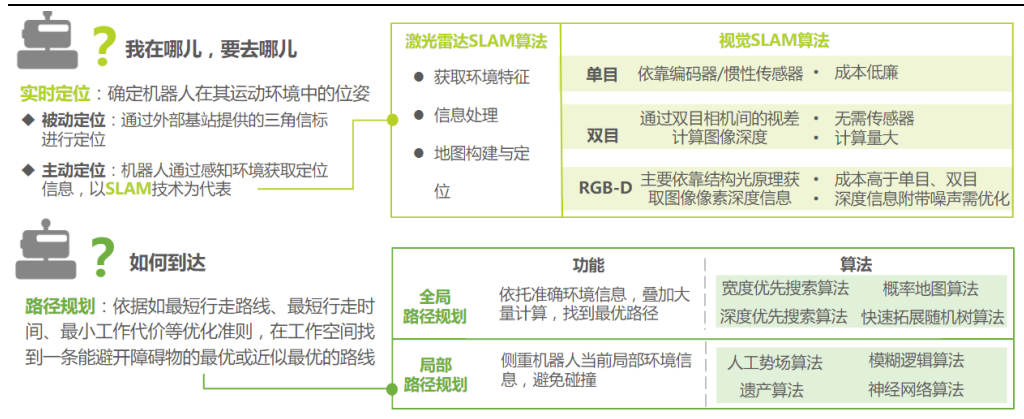 ?
我在哪儿，要去哪儿
实时定位：确定机器人在其运动环境中的位姿
◆ 被动定位：通过外部基站提供的三角信标
进行定位
◆ 主动定位：机器人通过感知环境获取定位
信息，以SLAM技术为代表
激光雷达SLAM算法
● 获取环境特征
● 信息处理
● 地图构建与定
位
视觉SLAM算法
单目 依靠编码器/惯性传感器 • 成本低廉
双目 通过双目相机间的视差
计算图像深度
• 无需传感器
• 计算量大
RGB-D 主要依靠结构光原理获
取图像像素深度信息
• 成本高于单目、双目
• 深度信息附带噪声需优化
?
如何到达
路径规划：依据如最短行走路线、最短行走时
间、最小工作代价等优化准则，在工作空间找
到一条能避开障碍物的最优或近似最优的路线
功能 算法
全局
路径规划
依托准确环境信息，叠加大
量计算，找到最优路径
宽度优先搜索算法 概率地图算法
深度优先搜索算法 快速拓展随机树算法
局部
路径规划
侧重机器人当前局部环境信
息，避免碰撞
人工势场算法 模糊逻辑算法
遗产算法 神经网络算法